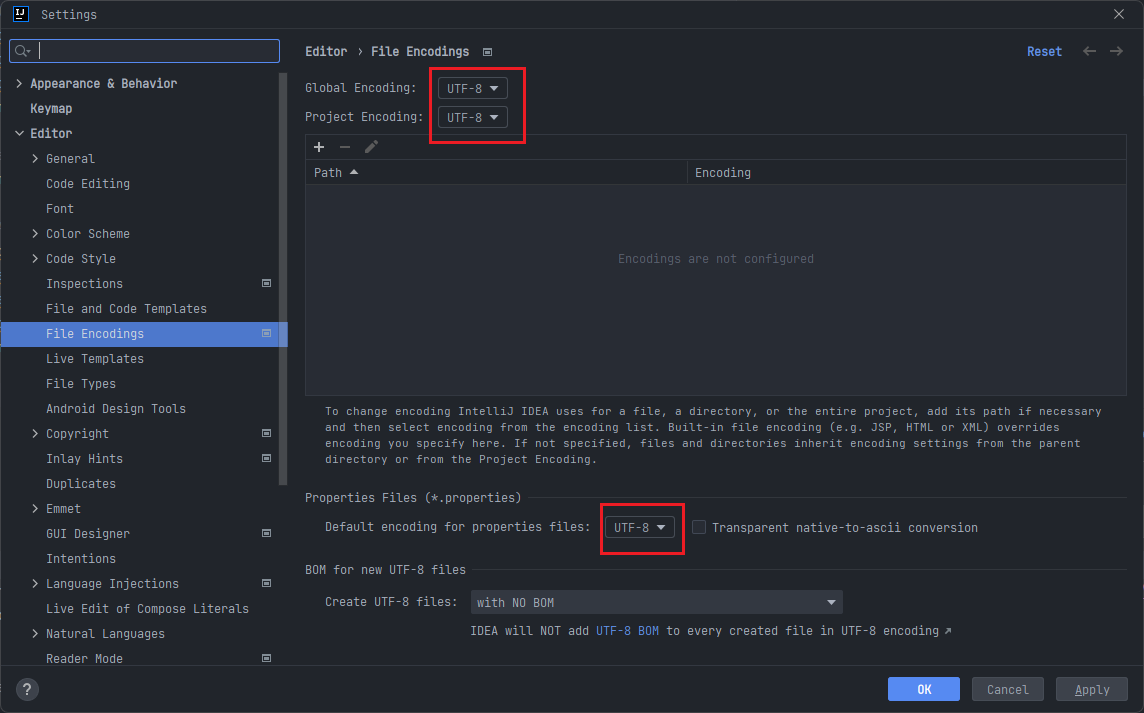 IJ
Settings
Appearance & Behavior
Keymap
Editor
General
Code Editing
Font
Color Scheme
Code Style
Inspections
File and Code Templates
File Encodings
Live Templates
File Types
Android Design Tools
Copyright
Inlay Hints
Duplicates
Emmet
GUI Designer
Intentions
Language Injections
Live Edit of Compose Literals
Natural Languages
Reader Mode
Editor › File Encodings
Reset
Global Encoding: UTF-8
Project Encoding: UTF-8
Path Encoding
Encodings are not configured
To change encoding IntelliJ IDEA uses for a file, a directory, or the entire project, add its path if necessary
and then select encoding from the encoding list. Built-in file encoding (e.g. JSP, HTML or XML) overrides
encoding you specify here. If not specified, files and directories inherit encoding settings from the parent
directory or from the Project Encoding.
Properties Files (*.properties)
Default encoding for properties files: UTF-8 Transparent native-to-ascii conversion
BOM for new UTF-8 files
Create UTF-8 files: with NO BOM
IDEA will NOT add UTF-8 BOM to every created file in UTF-8 encoding ↗
?
OK Cancel Apply